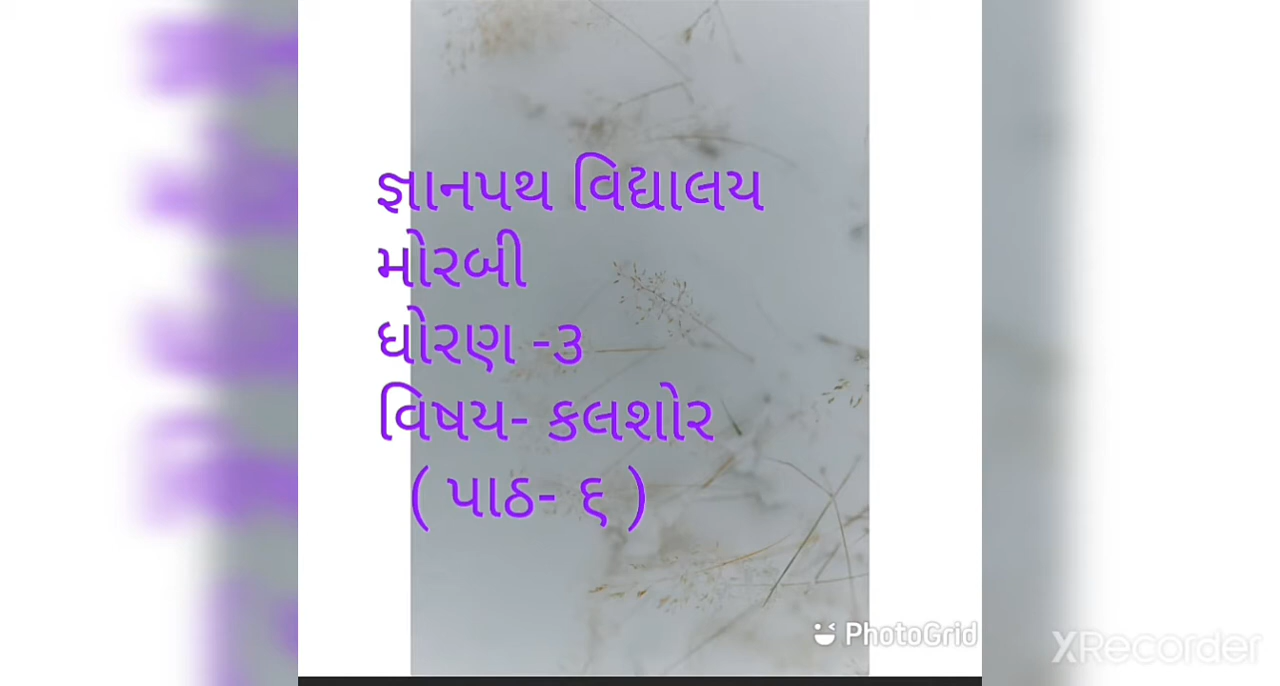 જ્ઞાનપથ વિદ્યાલય
મોરબી
ધોરણ -૩
વિષય- કલશોર
( પાઠ- ૬ )
PhotoGrid
XRecorder